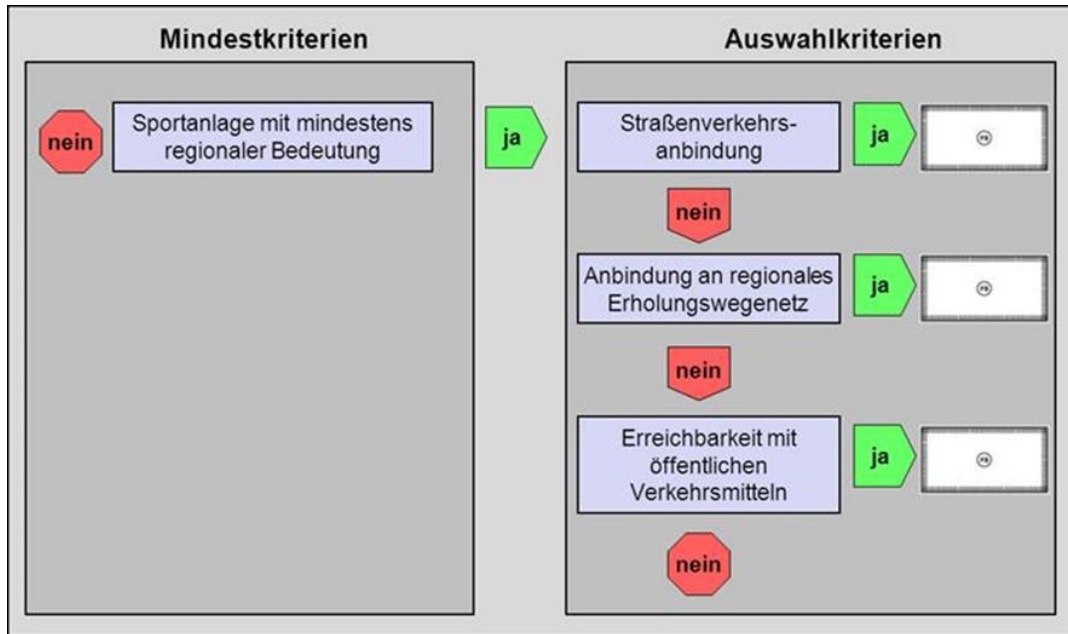 Mindestkriterien
nein
Sportanlage mit mindestens
regionaler Bedeutung
ja
Auswahlkriterien
Straßenverkehrs-
anbindung
ja
nein
Anbindung an regionales
Erholungswegenetz
ja
nein
Erreichbarkeit mit
öffentlichen
Verkehrsmitteln
ja
nein